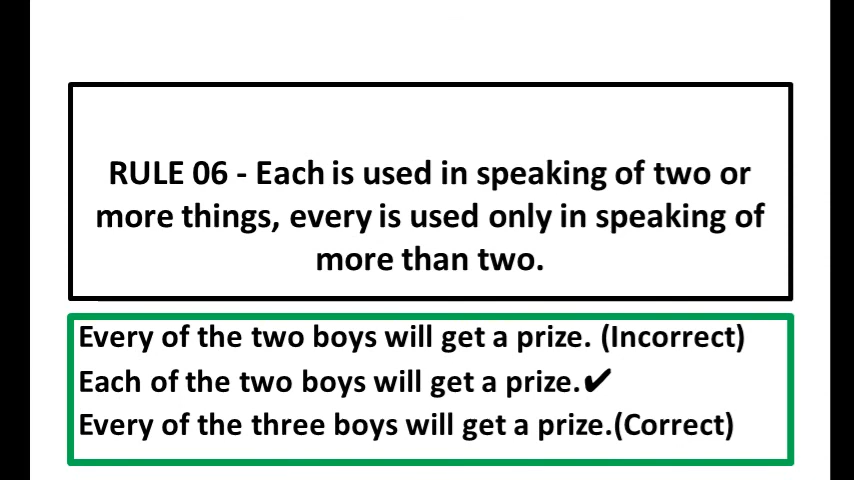 RULE 06 - Each is used in speaking of two or
more things, every is used only in speaking of
more than two.
Every of the two boys will get a prize. (Incorrect)
Each of the two boys will get a prize.✔
Every of the three boys will get a prize.(Correct)